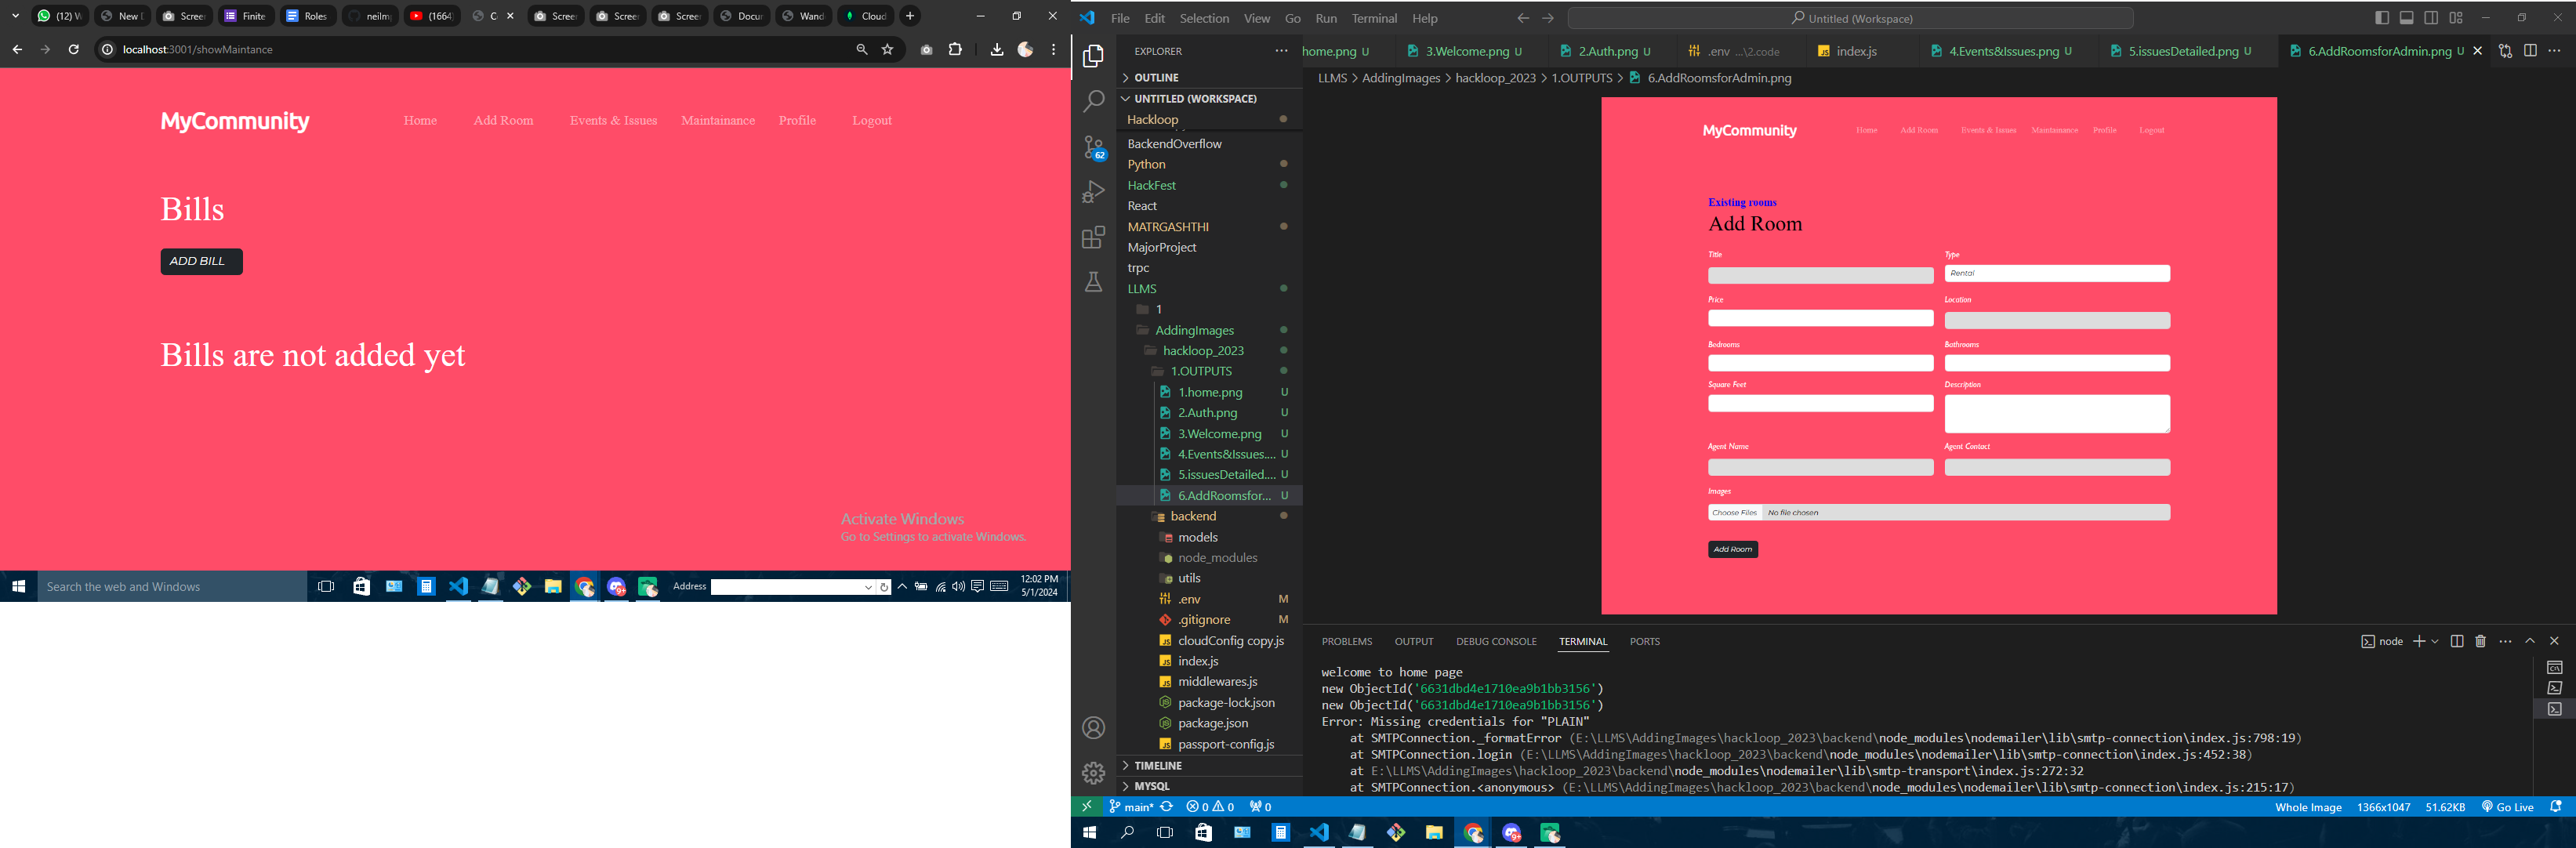 (12) W
New D
Screer
Finite
Roles
neilmp
(1664)
C
Screer
Screer
Screer
Docur
Wand
Cloud
localhost:3001/showMaintance
MyCommunity
Home
Add Room
Events & Issues
Maintainance
Profile
Logout
Bills
ADD BILL
Bills are not added yet
Activate Windows
Go to Settings to activate Windows.
Search the web and Windows
Address
9+
12:02 PM
5/1/2024
File Edit Selection View Go Run Terminal Help
Untitled (Workspace)
EXPLORER
home.png U
3.Welcome.png U
2.Auth.png U
.env ...\2.code
index.js
4.Events&Issues.png U
5.issuesDetailed.png U
6.AddRoomsforAdmin.png U
LLMS > AddingImages > hackloop_2023 > 1.OUTPUTS > 6.AddRoomsforAdmin.png
62
OUTLINE
UNTITLED (WORKSPACE)
Hackloop
BackendOverflow
Python
HackFest
React
MATRGASHTHI
MajorProject
trpc
LLMS
1
AddingImages
hackloop_2023
1.OUTPUTS
1.home.png U
2.Auth.png U
3.Welcome.png U
4.Events&Issues.... U
5.issuesDetailed.... U
6.AddRoomsfor... U
backend
models
node_modules
utils
.env M
.gitignore M
cloudConfig copy.js
index.js
middlewares.js
package-lock.json
package.json
passport-config.js
TIMELINE
MYSQL
MyCommunity
Home
Add Room
Events & Issues
Maintainance
Profile
Logout
Existing rooms
Add Room
Title
Type
Rental
Price
Location
Bedrooms
Bathrooms
Square Feet
Description
Agent Name
Agent Contact
Images
Choose Files No file chosen
Add Room
PROBLEMS OUTPUT DEBUG CONSOLE TERMINAL PORTS
node
welcome to home page
new ObjectId('6631dbd4e1710ea9b1bb3156')
new ObjectId('6631dbd4e1710ea9b1bb3156')
Error: Missing credentials for "PLAIN"
at SMTPConnection._formatError (E:\LLMS\AddingImages\hackloop_2023\backend\node_modules\nodemailer\lib\smtp-connection\index.js:798:19)
at SMTPConnection.login (E:\LLMS\AddingImages\hackloop_2023\backend\node_modules\nodemailer\lib\smtp-connection\index.js:452:38)
at E:\LLMS\AddingImages\hackloop_2023\backend\node_modules\nodemailer\lib\smtp-transport\index.js:272:32
at SMTPConnection.<anonymous> (E:\LLMS\AddingImages\hackloop_2023\backend\node_modules\nodemailer\lib\smtp-connection\index.js:215:17)
main* 0 0 0
Whole Image 1366x1047 51.62KB Go Live
9+